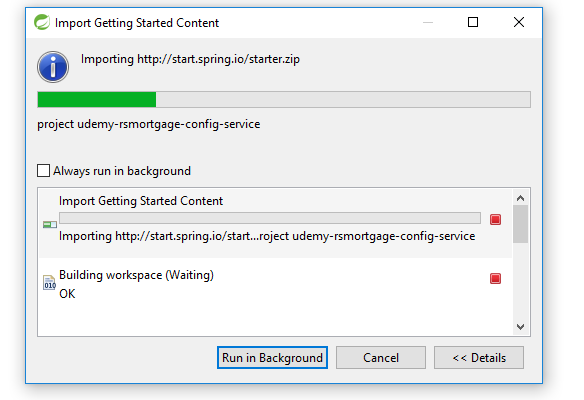 Import Getting Started Content
Importing http://start.spring.io/starter.zip
project udemy-rsmortgage-config-service
Always run in background
Import Getting Started Content
Importing http://start.spring.io/start...roject udemy-rsmortgage-config-service
Building workspace (Waiting)
010
OK
Run in Background
Cancel
<< Details